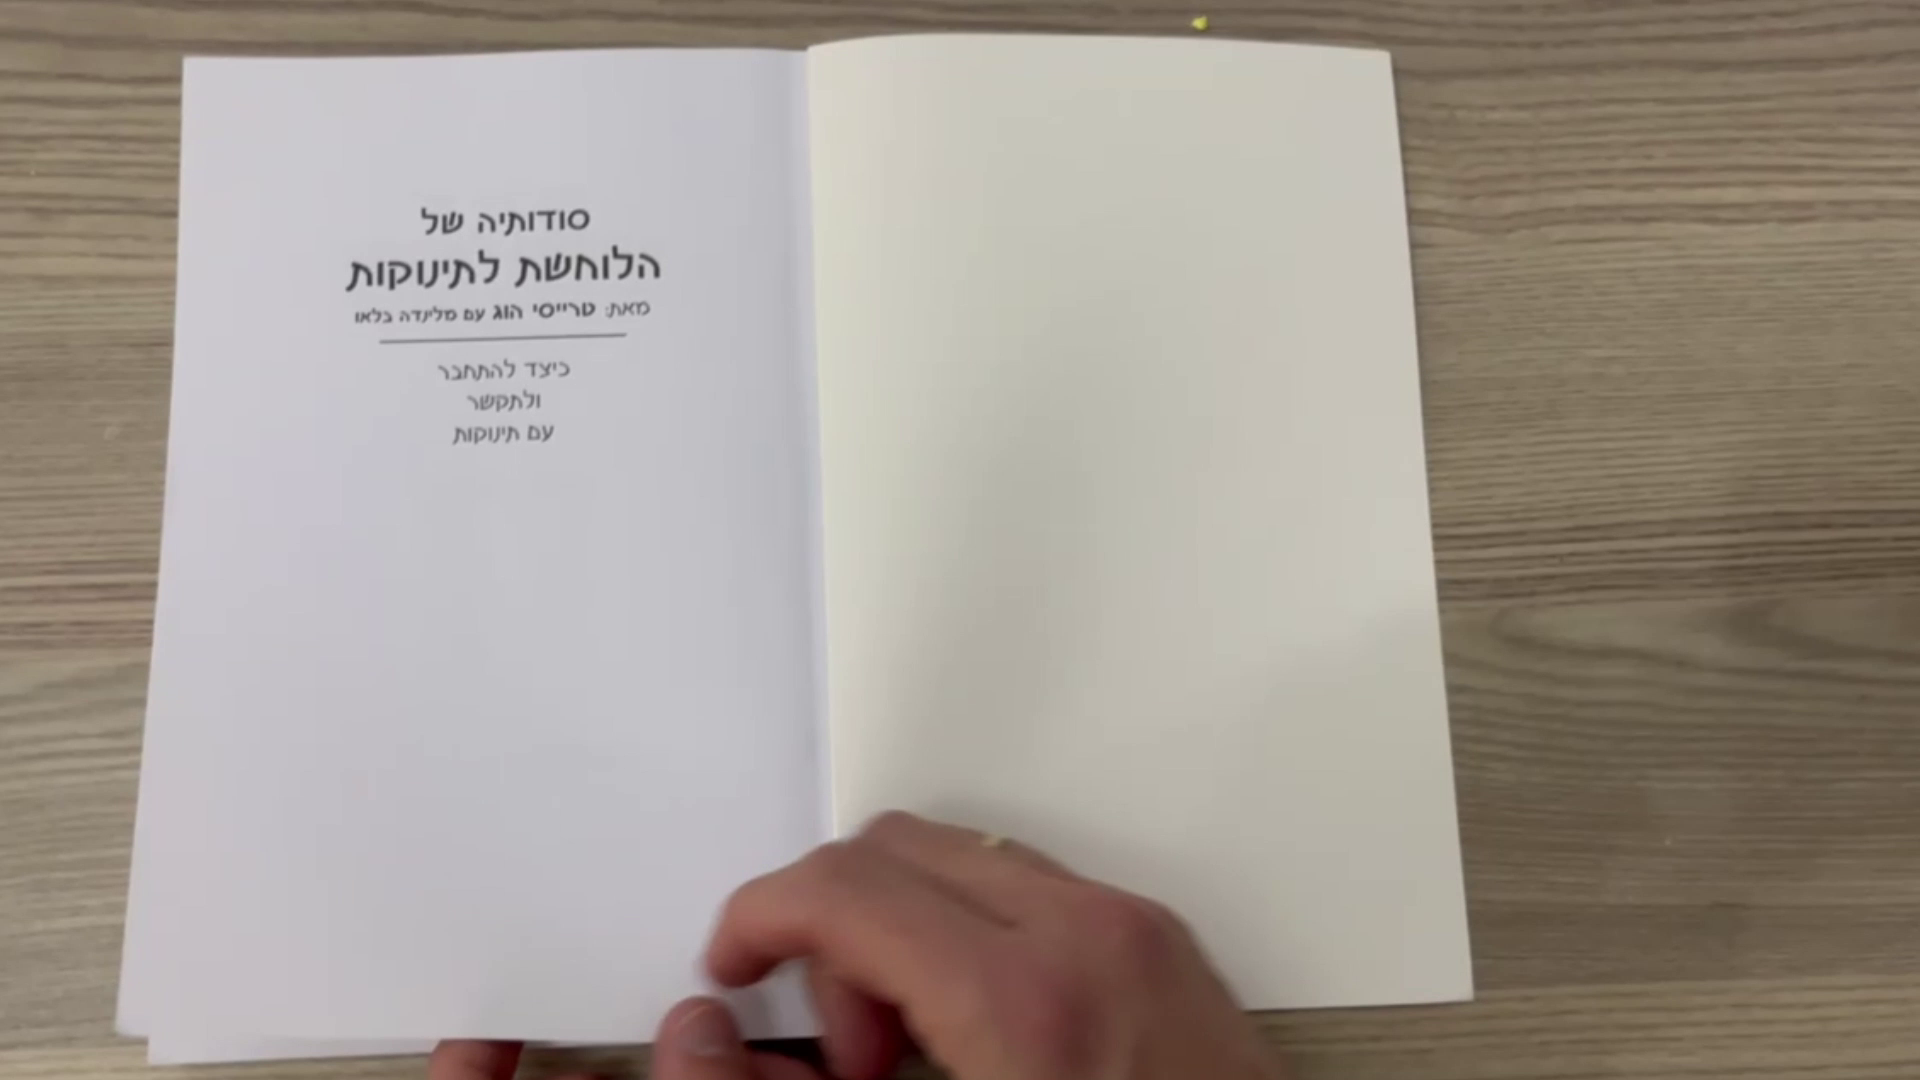 סודותיה של
הלוחשת לתינוקות
מאת: טרייסי הוג עם מלינדה בלאו
כיצד להתחבר
ולתקשר
עם תינוקות